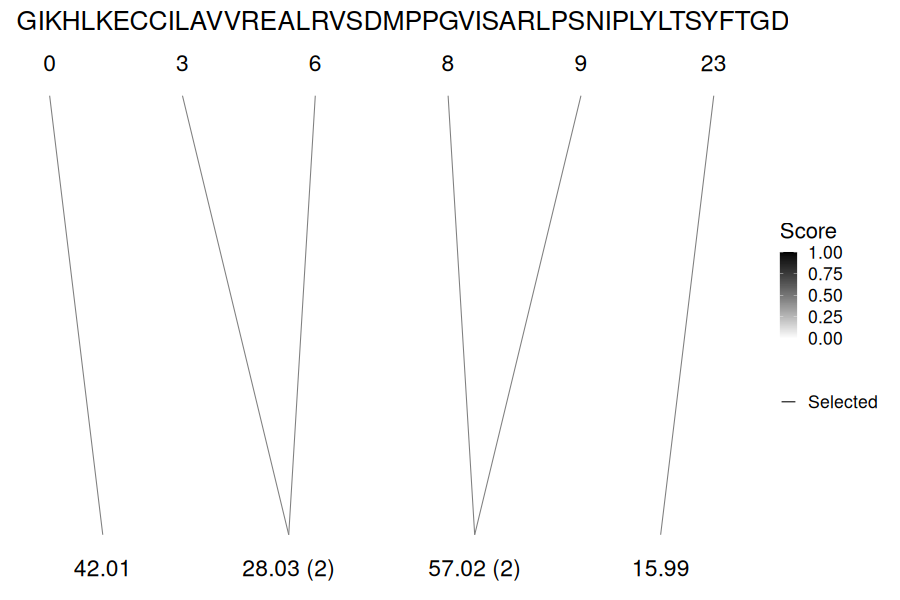 GIKHLKECCILAVVREALRVSDMPPGVISARLPSNIPLYLTSYFTGD
0 3 6 8 9 23
Score
1.00
0.75
0.50
0.25
0.00
Selected
42.01 28.03 (2) 57.02 (2) 15.99